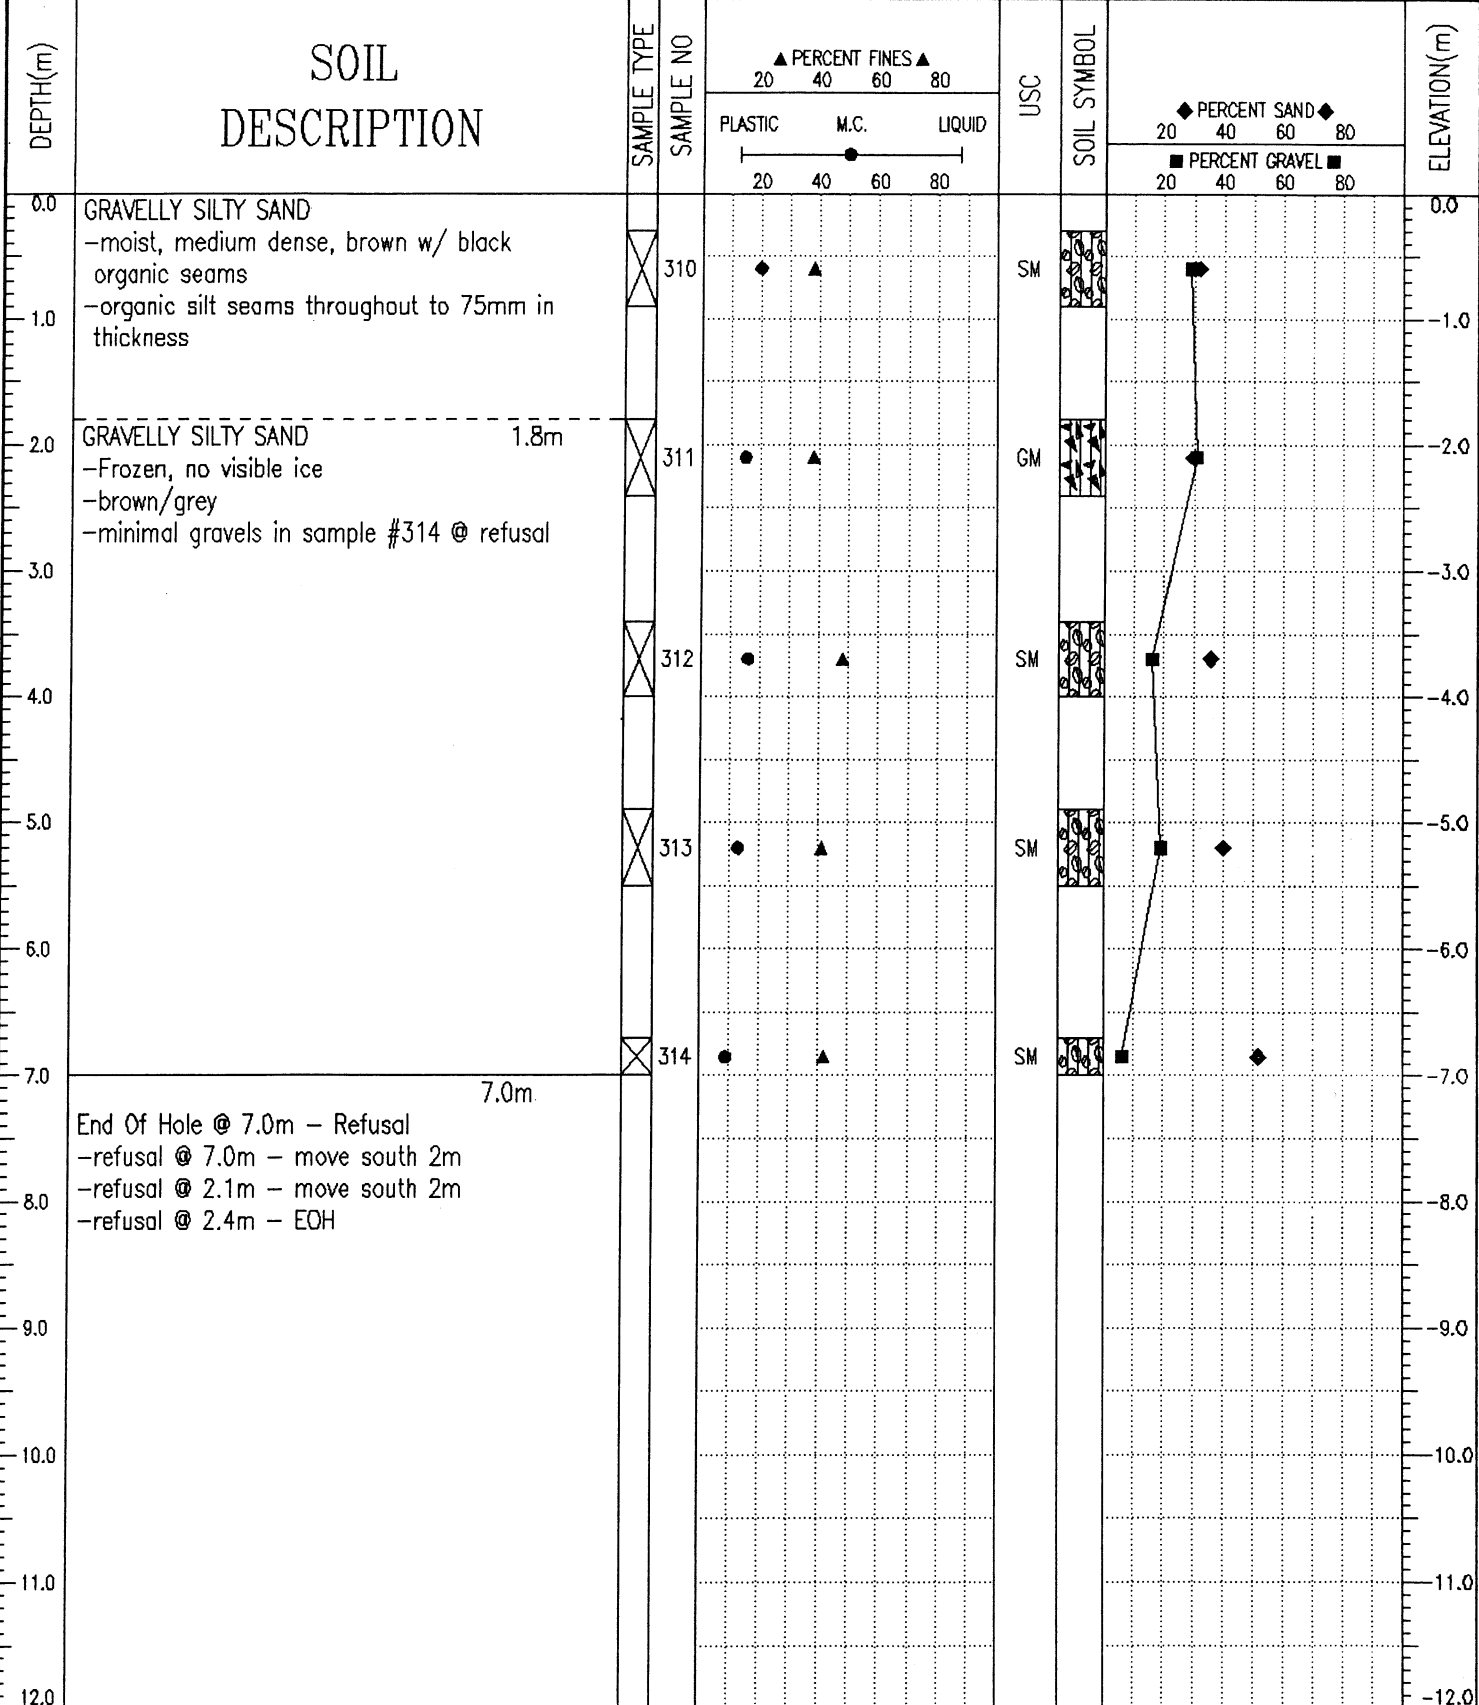 DEPTH(m)
SOIL
DESCRIPTION
SAMPLE TYPE
SAMPLE NO
▲ PERCENT FINES ▲
20 40 60 80
PLASTIC M.C. LIQUID
20 40 60 80
USC
SOIL SYMBOL
◆ PERCENT SAND ◆
20 40 60 80
■ PERCENT GRAVEL ■
20 40 60 80
ELEVATION(m)
0.0
1.0
2.0
3.0
4.0
5.0
6.0
7.0
8.0
9.0
10.0
11.0
12.0
GRAVELLY SILTY SAND
-moist, medium dense, brown w/ black
organic seams
-organic silt seams throughout to 75mm in
thickness
GRAVELLY SILTY SAND 1.8m
-Frozen, no visible ice
-brown/grey
-minimal gravels in sample #314 @ refusal
7.0m
End Of Hole @ 7.0m - Refusal
-refusal @ 7.0m - move south 2m
-refusal @ 2.1m - move south 2m
-refusal @ 2.4m - EOH
310
311
312
313
314
SM
GM
SM
SM
SM
0.0
-1.0
-2.0
-3.0
-4.0
-5.0
-6.0
-7.0
-8.0
-9.0
-10.0
-11.0
-12.0